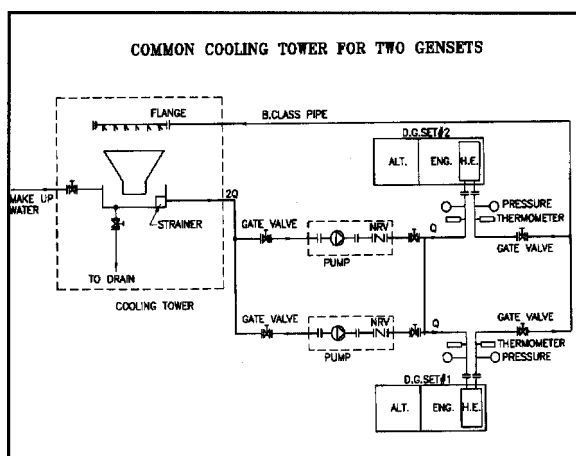 COMMON COOLING TOWER FOR TWO GENSETS
FLANGE
B.CLASS PIPE
D.G.SET#2
ALT.
ENG.
H.E.
MAKE UP
WATER
STRAINER
2Q
TO DRAIN
COOLING TOWER
GATE VALVE
NRV
PUMP
Q
PRESSURE
THERMOMETER
GATE VALVE
GATE VALVE
NRV
PUMP
Q
GATE VALVE
THERMOMETER
PRESSURE
D.G.SET#1
ALT.
ENG.
H.E.